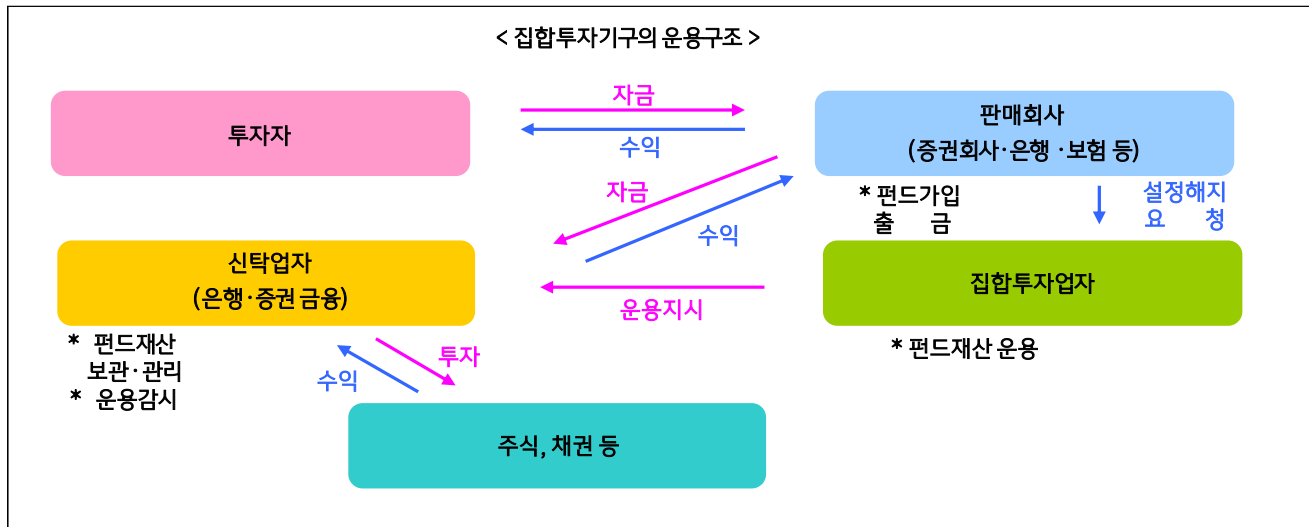 < 집합투자기구의 운용구조 >
투자자
자금
수익
판매회사
(증권회사·은행 ·보험 등)
자금
수익
* 펀드가입
출 금
설정해지
요 청
신탁업자
(은행·증권 금융)
운용지시
집합투자업자
* 펀드재산
보관·관리
* 운용감시
* 펀드재산 운용
투자
수익
주식, 채권 등